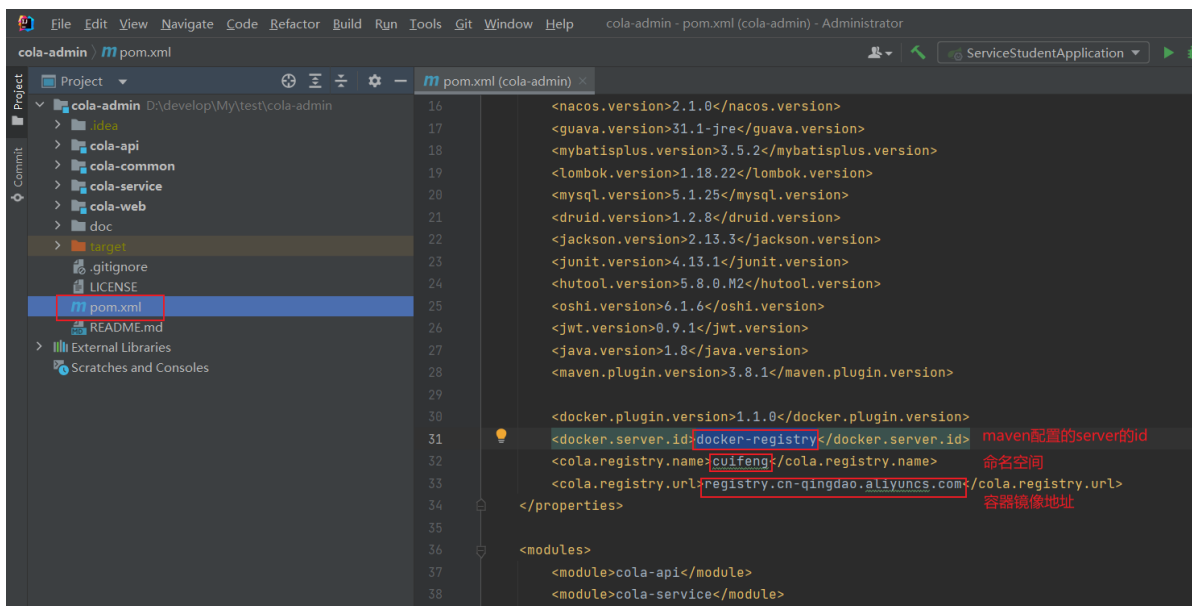 File Edit View Navigate Code Refactor Build Run Tools Git Window Help cola-admin - pom.xml (cola-admin) - Administrator
cola-admin pom.xml ServiceStudentApplication
Project
Commit
Project
pom.xml (cola-admin)
cola-admin D:\develop\My\test\cola-admin
.idea
cola-api
cola-common
cola-service
cola-web
doc
target
.gitignore
LICENSE
pom.xml
README.md
External Libraries
Scratches and Consoles
16 <nacos.version>2.1.0</nacos.version>
17 <guava.version>31.1-jre</guava.version>
18 <mybatisplus.version>3.5.2</mybatisplus.version>
19 <lombok.version>1.18.22</lombok.version>
20 <mysql.version>5.1.25</mysql.version>
21 <druid.version>1.2.8</druid.version>
22 <jackson.version>2.13.3</jackson.version>
23 <junit.version>4.13.1</junit.version>
24 <hutool.version>5.8.0.M2</hutool.version>
25 <oshi.version>6.1.6</oshi.version>
26 <jwt.version>0.9.1</jwt.version>
27 <java.version>1.8</java.version>
28 <maven.plugin.version>3.8.1</maven.plugin.version>
29
30 <docker.plugin.version>1.1.0</docker.plugin.version>
31 <docker.server.id>docker-registry</docker.server.id> maven配置的server的id
32 <cola.registry.name>cuifeng</cola.registry.name> 命名空间
33 <cola.registry.url>registry.cn-qingdao.aliyuncs.com</cola.registry.url>
容器镜像地址
34 </properties>
35
36 <modules>
37 <module>cola-api</module>
38 <module>cola-service</module>